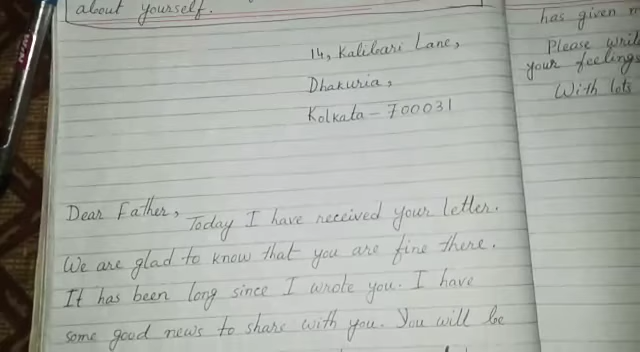 about yourself.
14, Kalibari Lane,
Dhakuria,
Kolkata - 700031
Dear Father,
Today I have received your letter.
We are glad to know that you are fine there.
It has been long since I wrote you. I have
some good news to share with you. You will be
has given
Please
your feelings
With lots